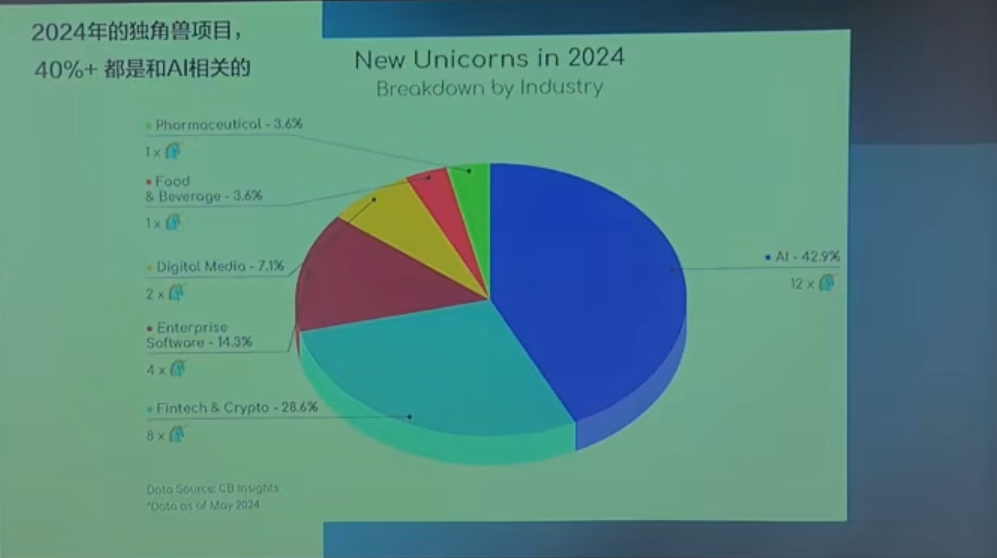 2024年的独角兽项目，
40%+ 都是和AI相关的
New Unicorns in 2024
Breakdown by Industry
Pharmaceutical - 3.6%
1 x
Food
& Beverage - 3.6%
1 x
Digital Media - 7.1%
2 x
Enterprise
Software - 14.3%
4 x
Fintech & Crypto - 28.6%
8 x
AI - 42.9%
12 x
Data Source: CB Insights
*Data as of May 2024